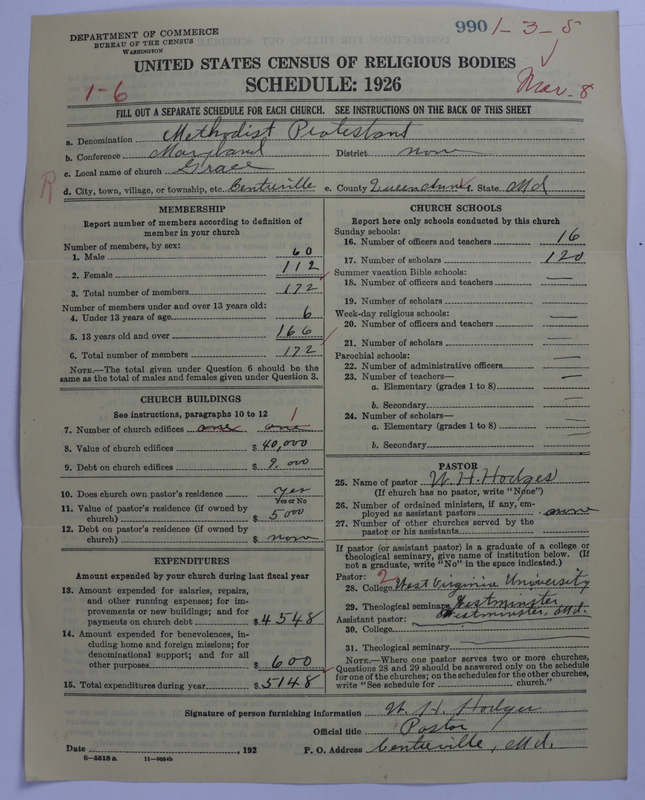 DEPARTMENT OF COMMERCE
BUREAU OF THE CENSUS
WASHINGTON
990 1-3-5
UNITED STATES CENSUS OF RELIGIOUS BODIES
SCHEDULE: 1926
1-6
Mar. 8
FILL OUT A SEPARATE SCHEDULE FOR EACH CHURCH. SEE INSTRUCTIONS ON THE BACK OF THIS SHEET
a. Denomination Methodist Protestant
b. Conference Maryland District none
c. Local name of church Grace
R
d. City, town, village, or township, etc. Centreville e. County Queen Anne f. State Md
MEMBERSHIP
Report number of members according to definition of
member in your church
Number of members, by sex:
1. Male 60
2. Female 112
3. Total number of members 172
Number of members under and over 13 years old:
4. Under 13 years of age 6
5. 13 years old and over 166
6. Total number of members 172
NOTE.—The total given under Question 6 should be the
same as the total of males and females given under Question 3.
CHURCH BUILDINGS
See instructions, paragraphs 10 to 12
1
7. Number of church edifices one one
8. Value of church edifices $ 40,000
9. Debt on church edifices $ 9.000
10. Does church own pastor's residence yes
Yes or No
11. Value of pastor's residence (if owned by
church) $ 5000
12. Debt on pastor's residence (if owned by
church) $ none
EXPENDITURES
Amount expended by your church during last fiscal year
13. Amount expended for salaries, repairs,
and other running expenses; for im-
provements or new buildings; and for
payments on church debt $ 4548
14. Amount expended for benevolences, in-
cluding home and foreign missions; for
denominational support; and for all
other purposes $ 600
15. Total expenditures during year $ 5148
CHURCH SCHOOLS
Report here only schools conducted by this church
Sunday schools:
16. Number of officers and teachers 16
17. Number of scholars 120
Summer vacation Bible schools:
18. Number of officers and teachers —
19. Number of scholars —
Week-day religious schools:
20. Number of officers and teachers —
21. Number of scholars —
Parochial schools:
22. Number of administrative officers —
23. Number of teachers—
a. Elementary (grades 1 to 8) —
b. Secondary —
24. Number of scholars—
a. Elementary (grades 1 to 8) —
b. Secondary —
PASTOR
25. Name of pastor W. H. Hodges
(If church has no pastor, write "None")
26. Number of ordained ministers, if any, em-
ployed as assistant pastors none
27. Number of other churches served by the
pastor or his assistants
If pastor (or assistant pastor) is a graduate of a college or
theological seminary, give name of institution below. (If
not a graduate, write "No" in the space indicated.)
Pastor: 2
28. College West Virginia University
29. Theological seminary Westminster
Assistant pastor: Westminster, Md.
30. College
31. Theological seminary
NOTE.—Where one pastor serves two or more churches,
Questions 28 and 29 should be answered only on the schedule
for one of the churches; on the schedules for the other churches,
write "See schedule for church."
Signature of person furnishing information W. H. Hodges
Official title Pastor
Date , 192 P. O. Address Centreville, Md.
6—5518 a 11—9054b